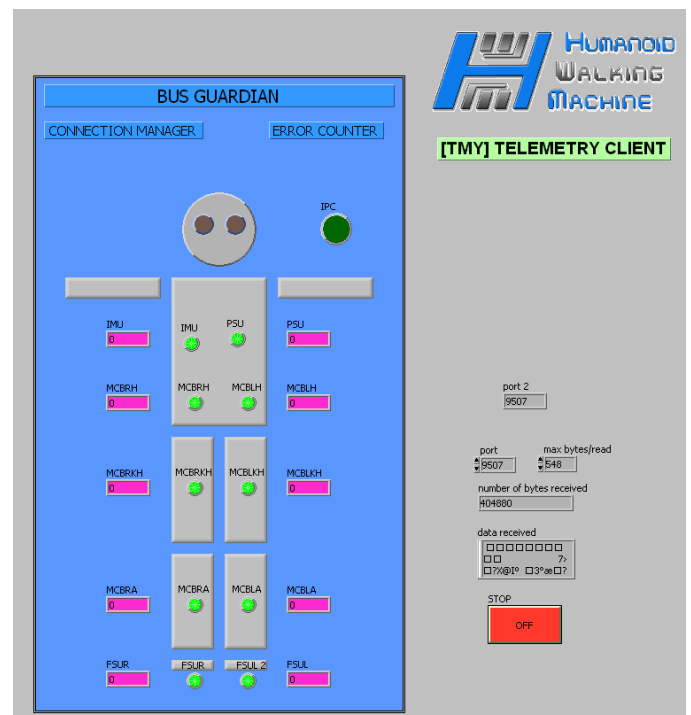 HUMANOID
WALKING
MACHINE
BUS GUARDIAN
CONNECTION MANAGER
ERROR COUNTER
[TMY] TELEMETRY CLIENT
IPC
IMU
0
IMU
PSU
PSU
0
MCBRH
0
MCBRH
MCBLH
MCBLH
0
port 2
9507
MCBRKH
0
MCBRKH
MCBLKH
MCBLKH
0
port
9507
max bytes/read
548
number of bytes received
404880
data received
7>
?X@Iº 3ºæ ?
MCBRA
0
MCBRA
MCBLA
MCBLA
0
STOP
OFF
FSUR
0
FSUR
FSUL 2
FSUL
0